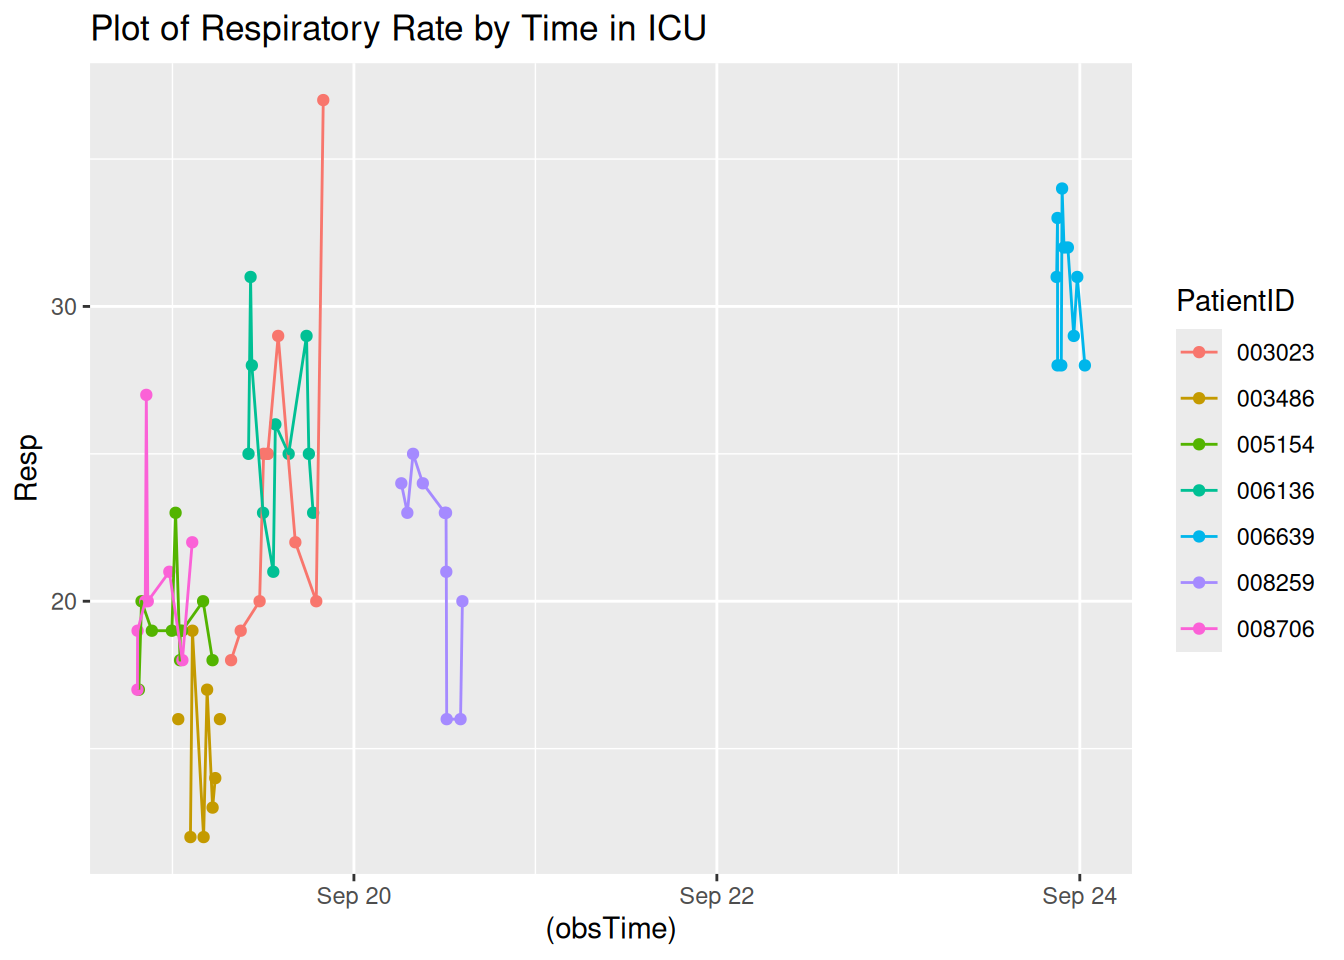 Plot of Respiratory Rate by Time in ICU
Resp
30
20
Sep 20
Sep 22
Sep 24
(obsTime)
PatientID
003023
003486
005154
006136
006639
008259
008706